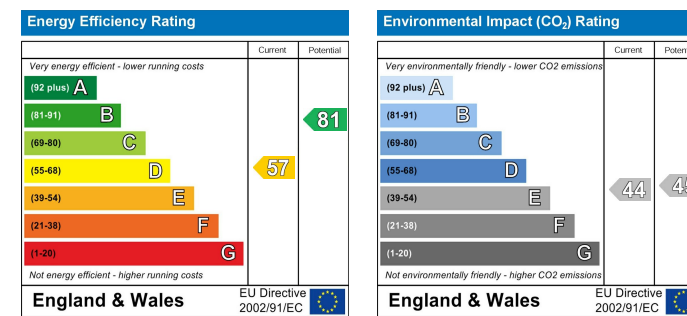 Energy Efficiency Rating
Current Potential
Very energy efficient - lower running costs
(92 plus) A
(81-91) B
81
(69-80) C
(55-68) D
57
(39-54) E
(21-38) F
(1-20) G
Not energy efficient - higher running costs
England & Wales
EU Directive
2002/91/EC
Environmental Impact (CO₂) Rating
Current
Very environmentally friendly - lower CO2 emissions
(92 plus) A
(81-91) B
(69-80) C
(55-68) D
(39-54) E
44
(21-38) F
(1-20) G
Not environmentally friendly - higher CO2 emissions
England & Wales
EU Directive
2002/91/EC